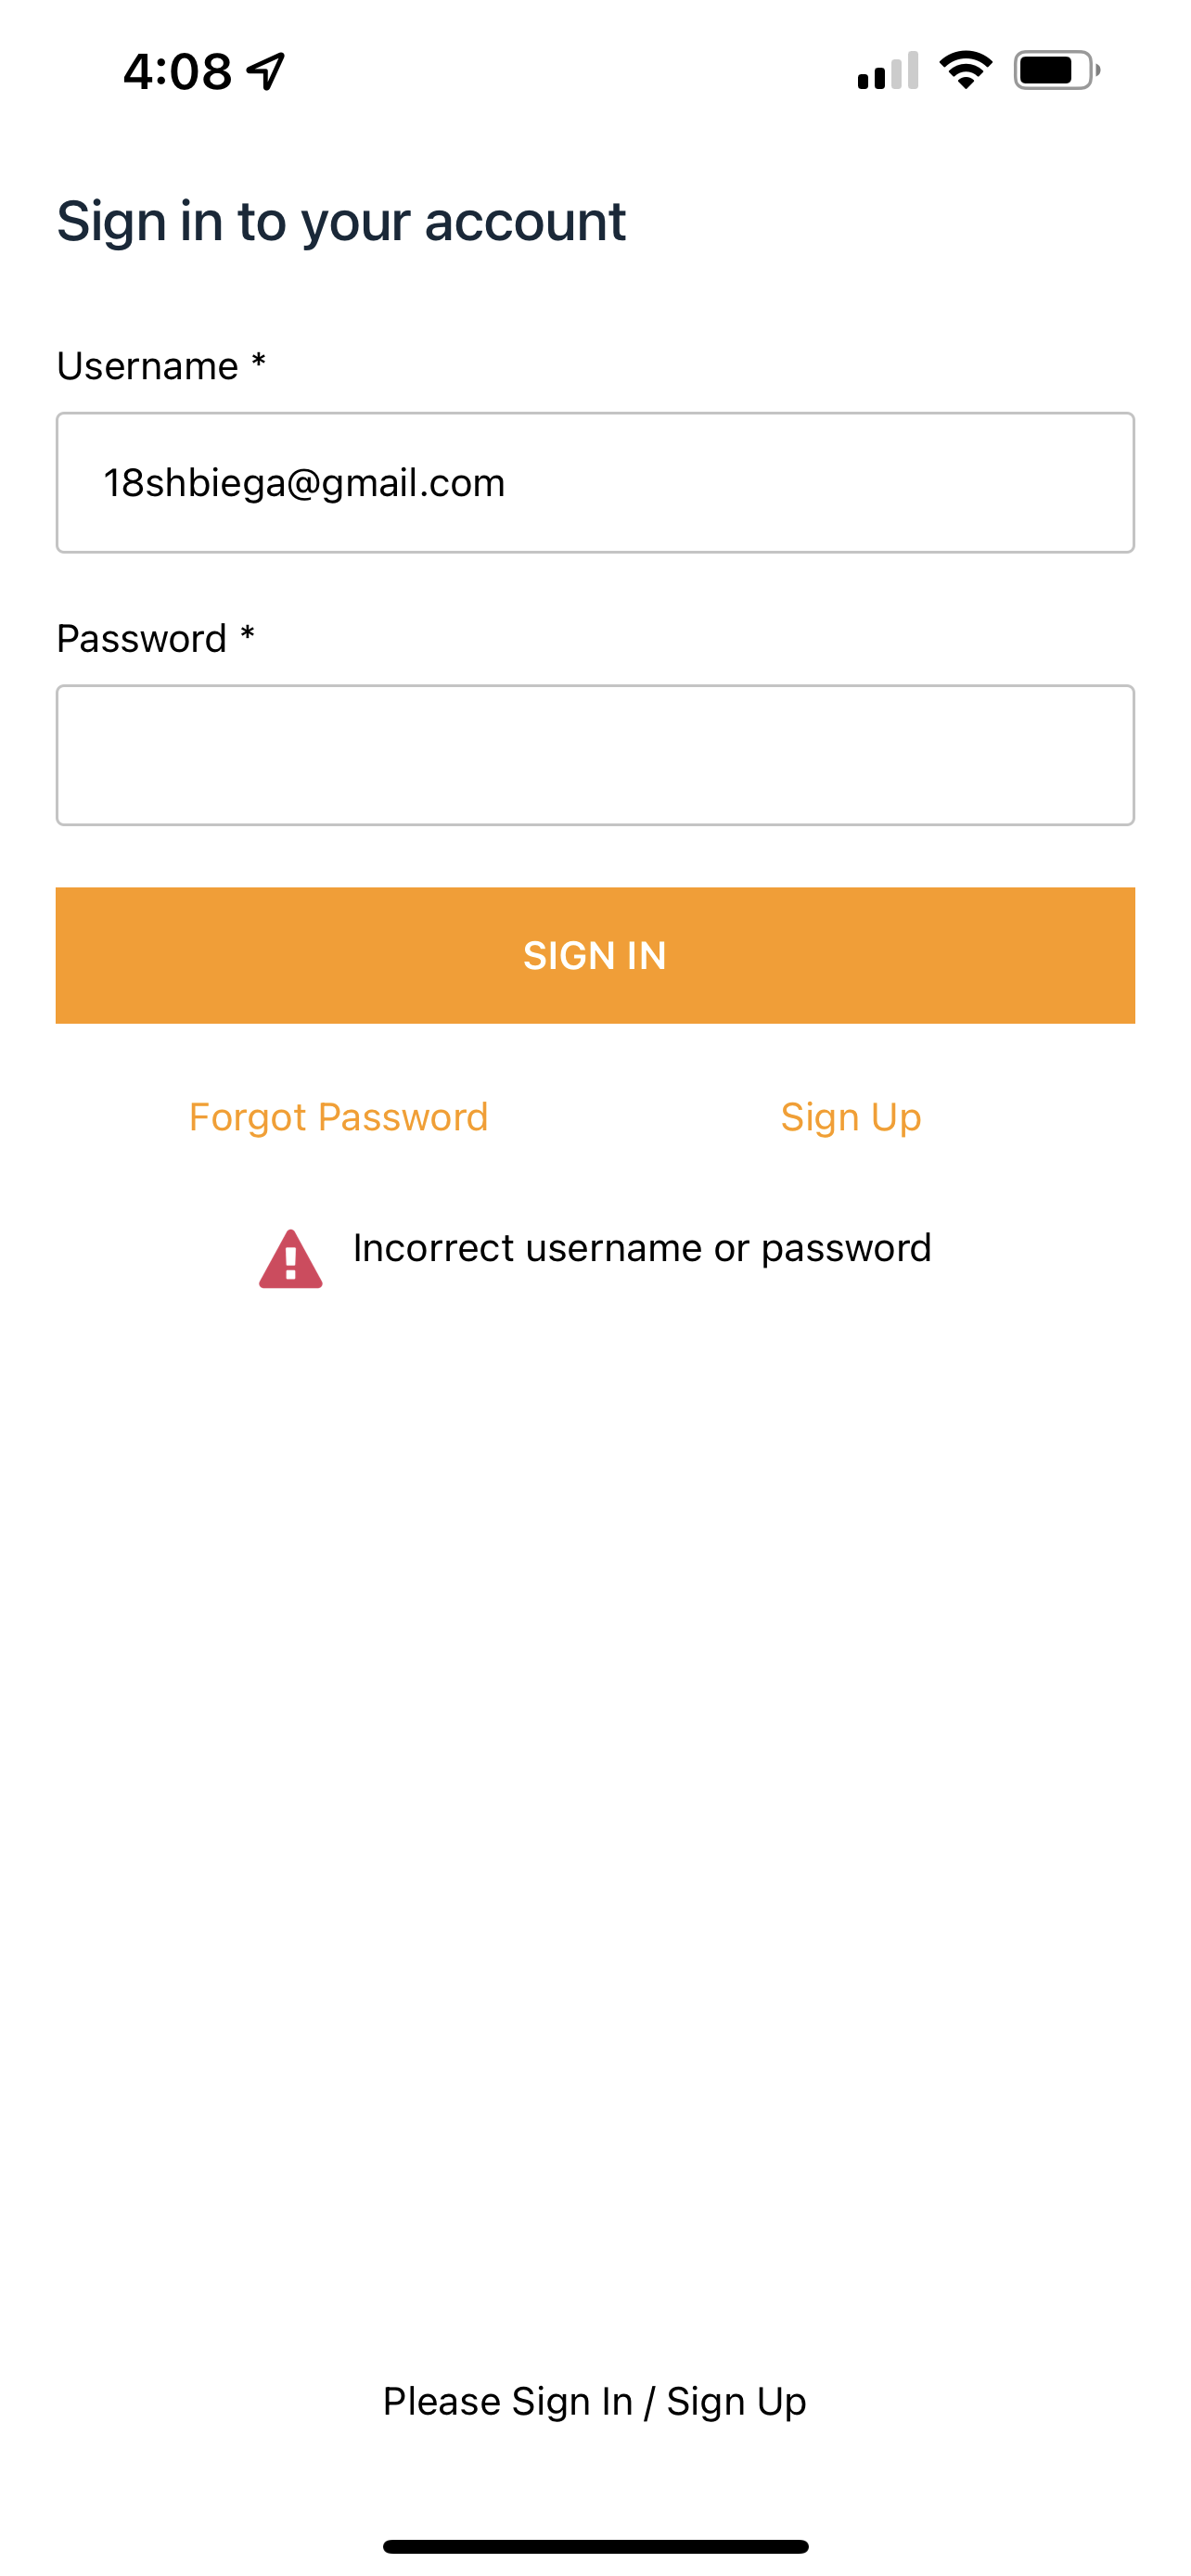 4:08
Sign in to your account
Username *
18shbiega@gmail.com
Password *
SIGN IN
Forgot Password Sign Up
Incorrect username or password
Please Sign In / Sign Up